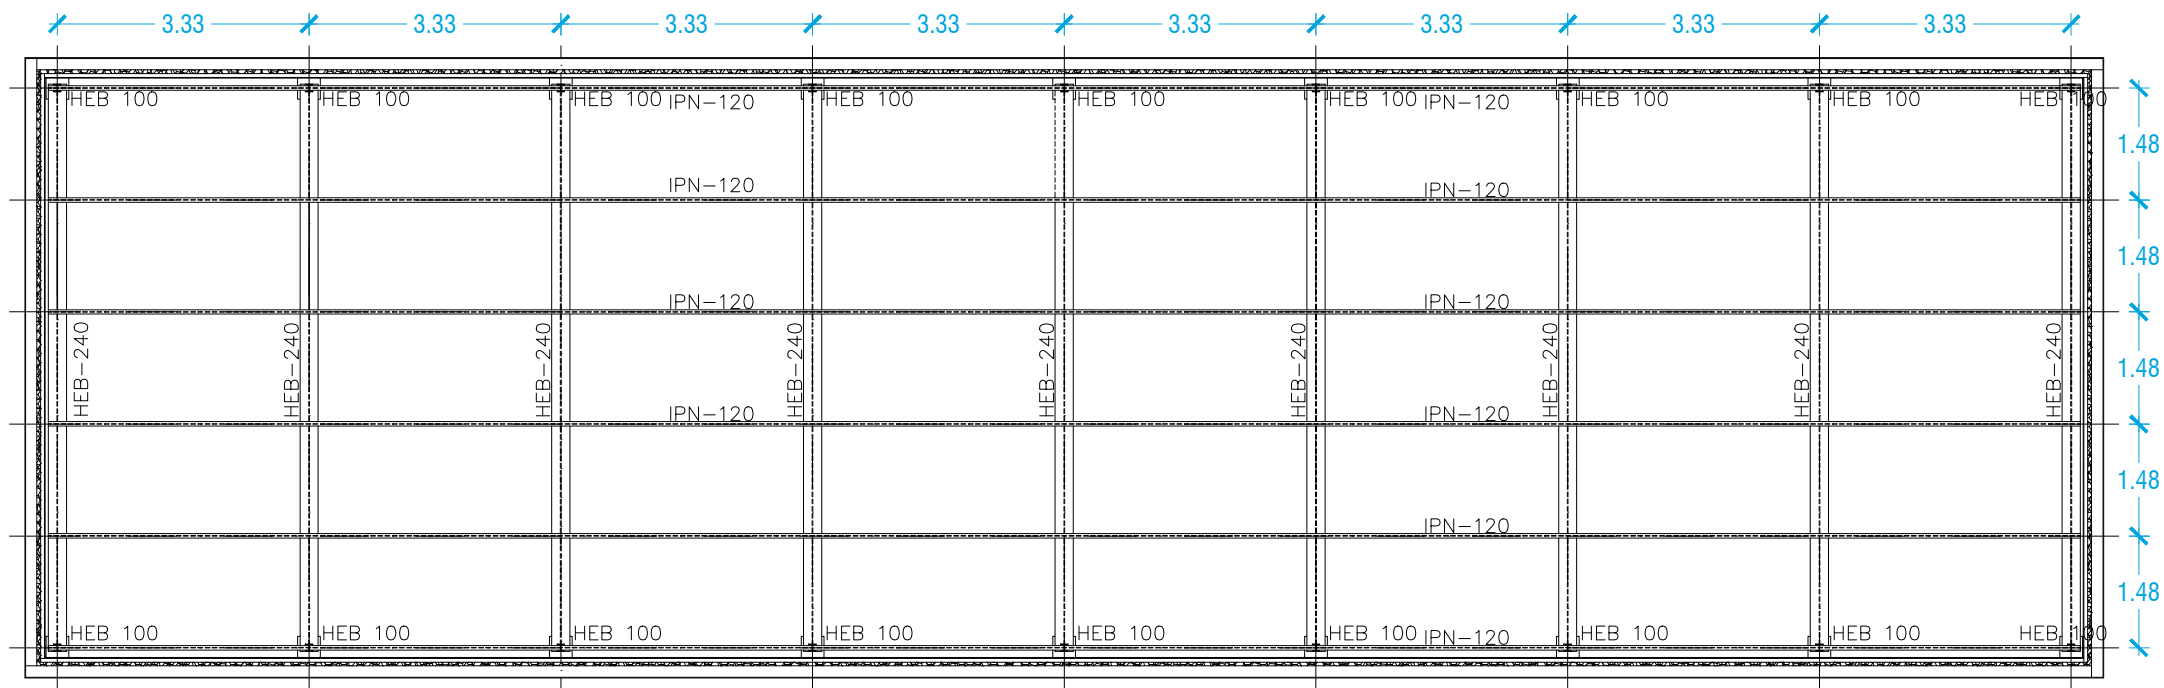 3.33 3.33 3.33 3.33 3.33 3.33 3.33 3.33
HEB 100 HEB 100 HEB 100 IPN-120 HEB 100 HEB 100 HEB 100 IPN-120 HEB 100 HEB 100 HEB 100
1.48
IPN-120 IPN-120
1.48
IPN-120 IPN-120
HEB-240 HEB-240 HEB-240 HEB-240 HEB-240 HEB-240 HEB-240 HEB-240 HEB-240
1.48
IPN-120 IPN-120
1.48
IPN-120
1.48
HEB 100 HEB 100 HEB 100 HEB 100 HEB 100 HEB 100 IPN-120 HEB 100 HEB 100 HEB 100